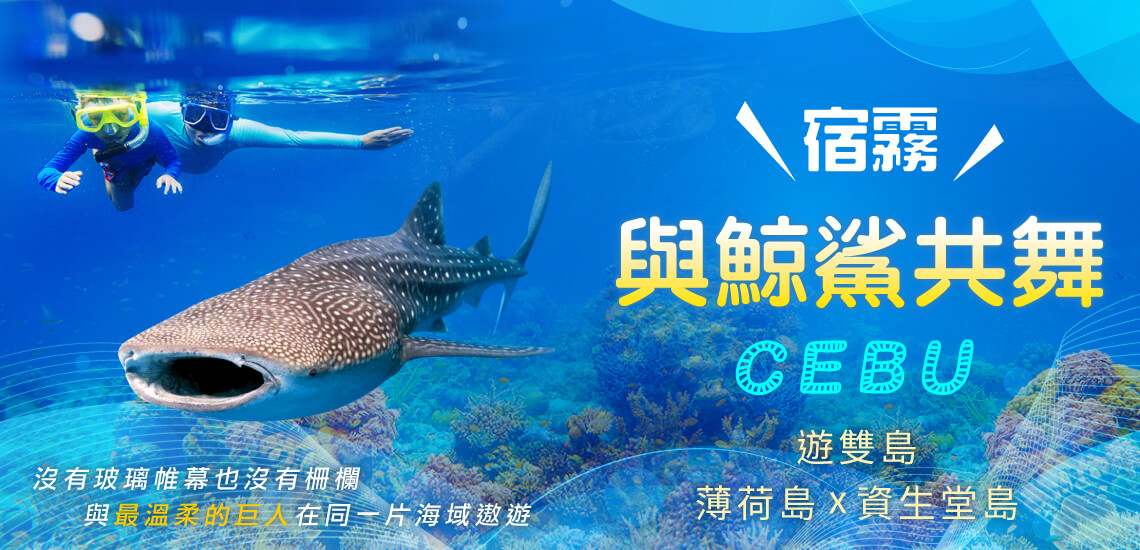 宿霧
與鯨鯊共舞
CEBU
遊雙島
薄荷島 x 資生堂島
沒有玻璃帷幕也沒有柵欄
與最溫柔的巨人在同一片海域遨遊